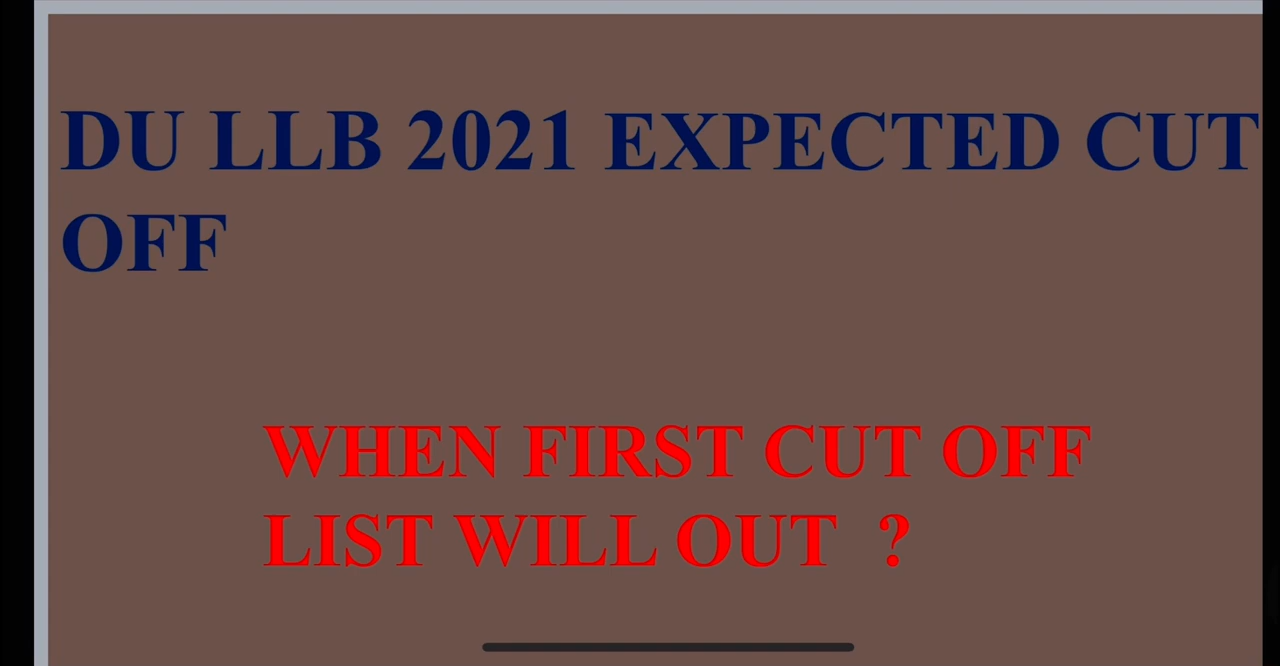 DU LLB 2021 EXPECTED CUT
OFF
WHEN FIRST CUT OFF
LIST WILL OUT ?